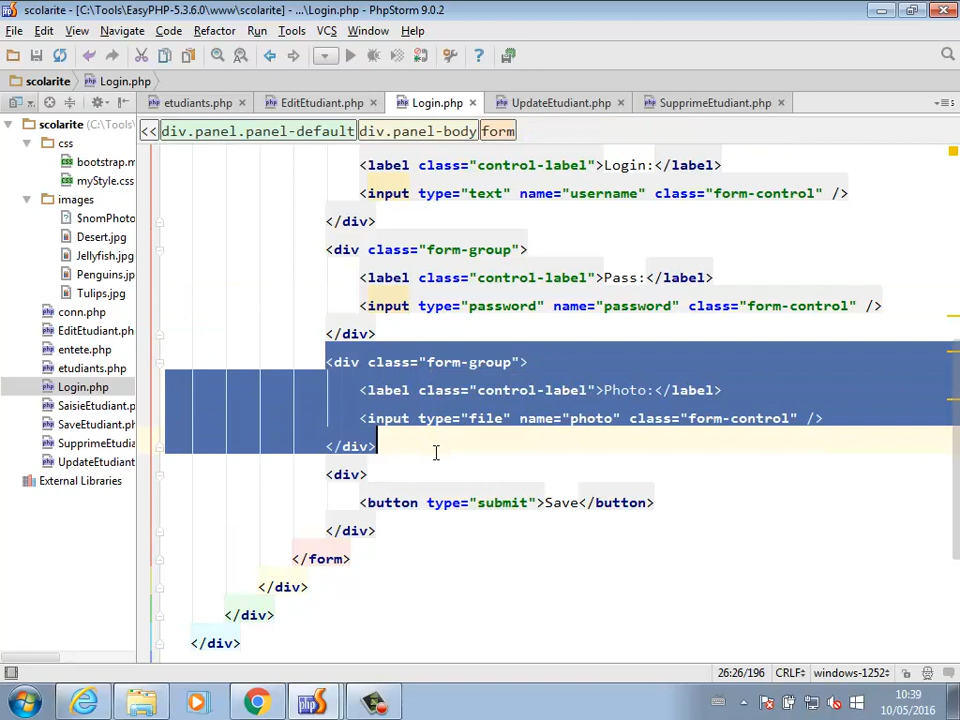 scolarite - [C:\Tools\EasyPHP-5.3.6.0\www\scolarite] - ...\Login.php - PhpStorm 9.0.2
File Edit View Navigate Code Refactor Run Tools VCS Window Help
scolarite Login.php
etudiants.php EditEtudiant.php Login.php UpdateEtudiant.php SupprimeEtudiant.php
<< div.panel.panel-default div.panel-body form
scolarite C:\Tools
css
bootstrap.m
myStyle.css
images
$nomPhoto
Desert.jpg
Jellyfish.jpg
Penguins.jp
Tulips.jpg
conn.php
EditEtudiant.ph
entete.php
etudiants.php
Login.php
SaisieEtudiant.p
SaveEtudiant.ph
SupprimeEtudia
UpdateEtudiant
External Libraries
<label class="control-label">Login:</label>
<input type="text" name="username" class="form-control" />
</div>
<div class="form-group">
<label class="control-label">Pass:</label>
<input type="password" name="password" class="form-control" />
</div>
<div class="form-group">
<label class="control-label">Photo:</label>
<input type="file" name="photo" class="form-control" />
</div>
<div>
<button type="submit">Save</button>
</div>
</form>
</div>
</div>
</div>
26:26/196 CRLF windows-1252
10:39
10/05/2016